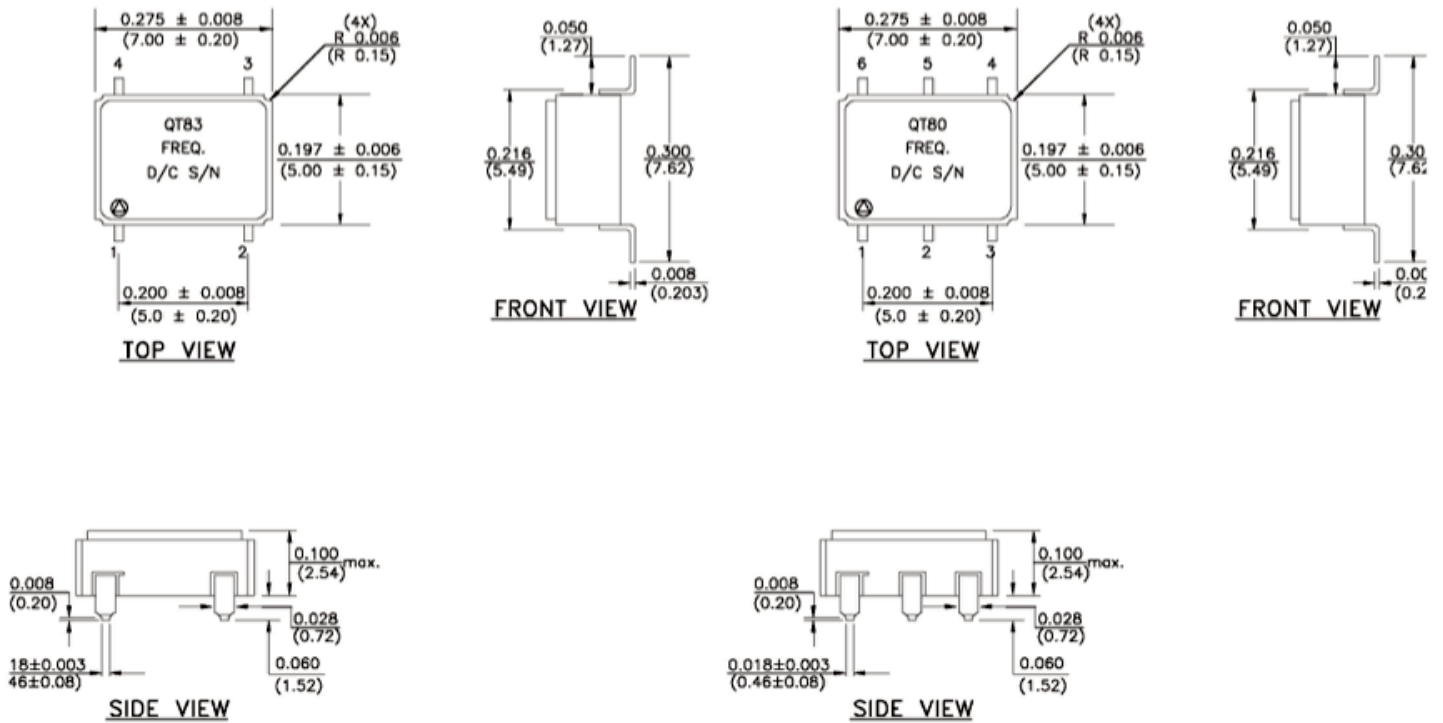 0.275 ± 0.008
(7.00 ± 0.20)
(4X)
R 0.006
(R 0.15)
4
3
QT83
FREQ.
D/C S/N
0.197 ± 0.006
(5.00 ± 0.15)
1
2
0.200 ± 0.008
(5.0 ± 0.20)
TOP VIEW
0.050
(1.27)
0.216
(5.49)
0.300
(7.62)
0.008
(0.203)
FRONT VIEW
0.275 ± 0.008
(7.00 ± 0.20)
(4X)
R 0.006
(R 0.15)
6
5
4
QT80
FREQ.
D/C S/N
0.197 ± 0.006
(5.00 ± 0.15)
1
2
3
0.200 ± 0.008
(5.0 ± 0.20)
TOP VIEW
0.050
(1.27)
0.216
(5.49)
0.30
(7.62
0.00
(0.2
FRONT VIEW
0.100
(2.54) max.
0.008
(0.20)
0.028
(0.72)
18±0.003
46±0.08)
0.060
(1.52)
SIDE VIEW
0.100
(2.54) max.
0.008
(0.20)
0.028
(0.72)
0.018±0.003
(0.46±0.08)
0.060
(1.52)
SIDE VIEW